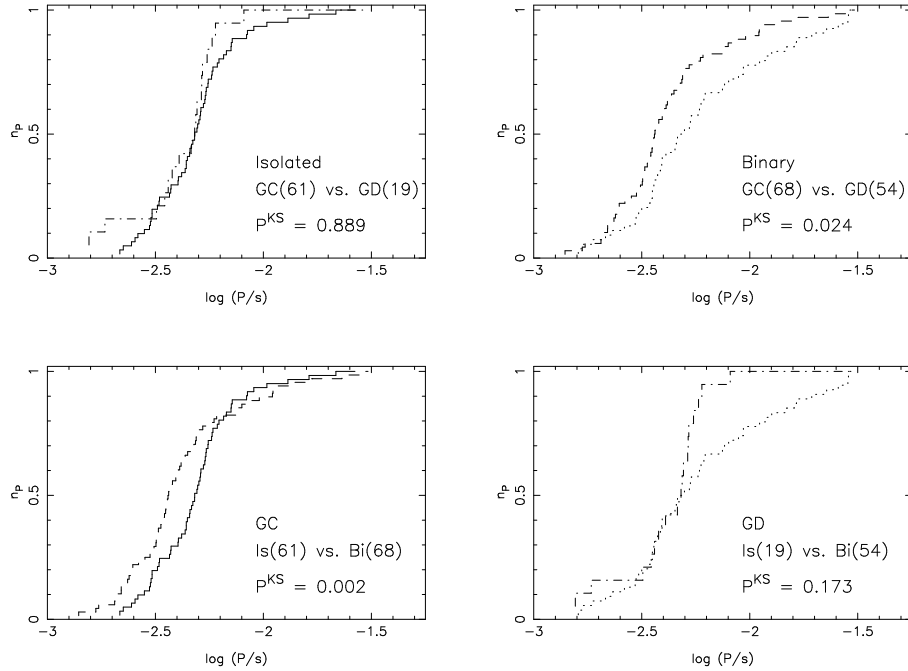 1
0.5
0
n_P
Isolated
GC(61) vs. GD(19)
P^KS = 0.889
-3 -2.5 -2 -1.5
log (P/s)
1
0.5
0
n_P
Binary
GC(68) vs. GD(54)
P^KS = 0.024
-3 -2.5 -2 -1.5
log (P/s)
1
0.5
0
n_P
GC
Is(61) vs. Bi(68)
P^KS = 0.002
-3 -2.5 -2 -1.5
log (P/s)
1
0.5
0
n_P
GD
Is(19) vs. Bi(54)
P^KS = 0.173
-3 -2.5 -2 -1.5
log (P/s)